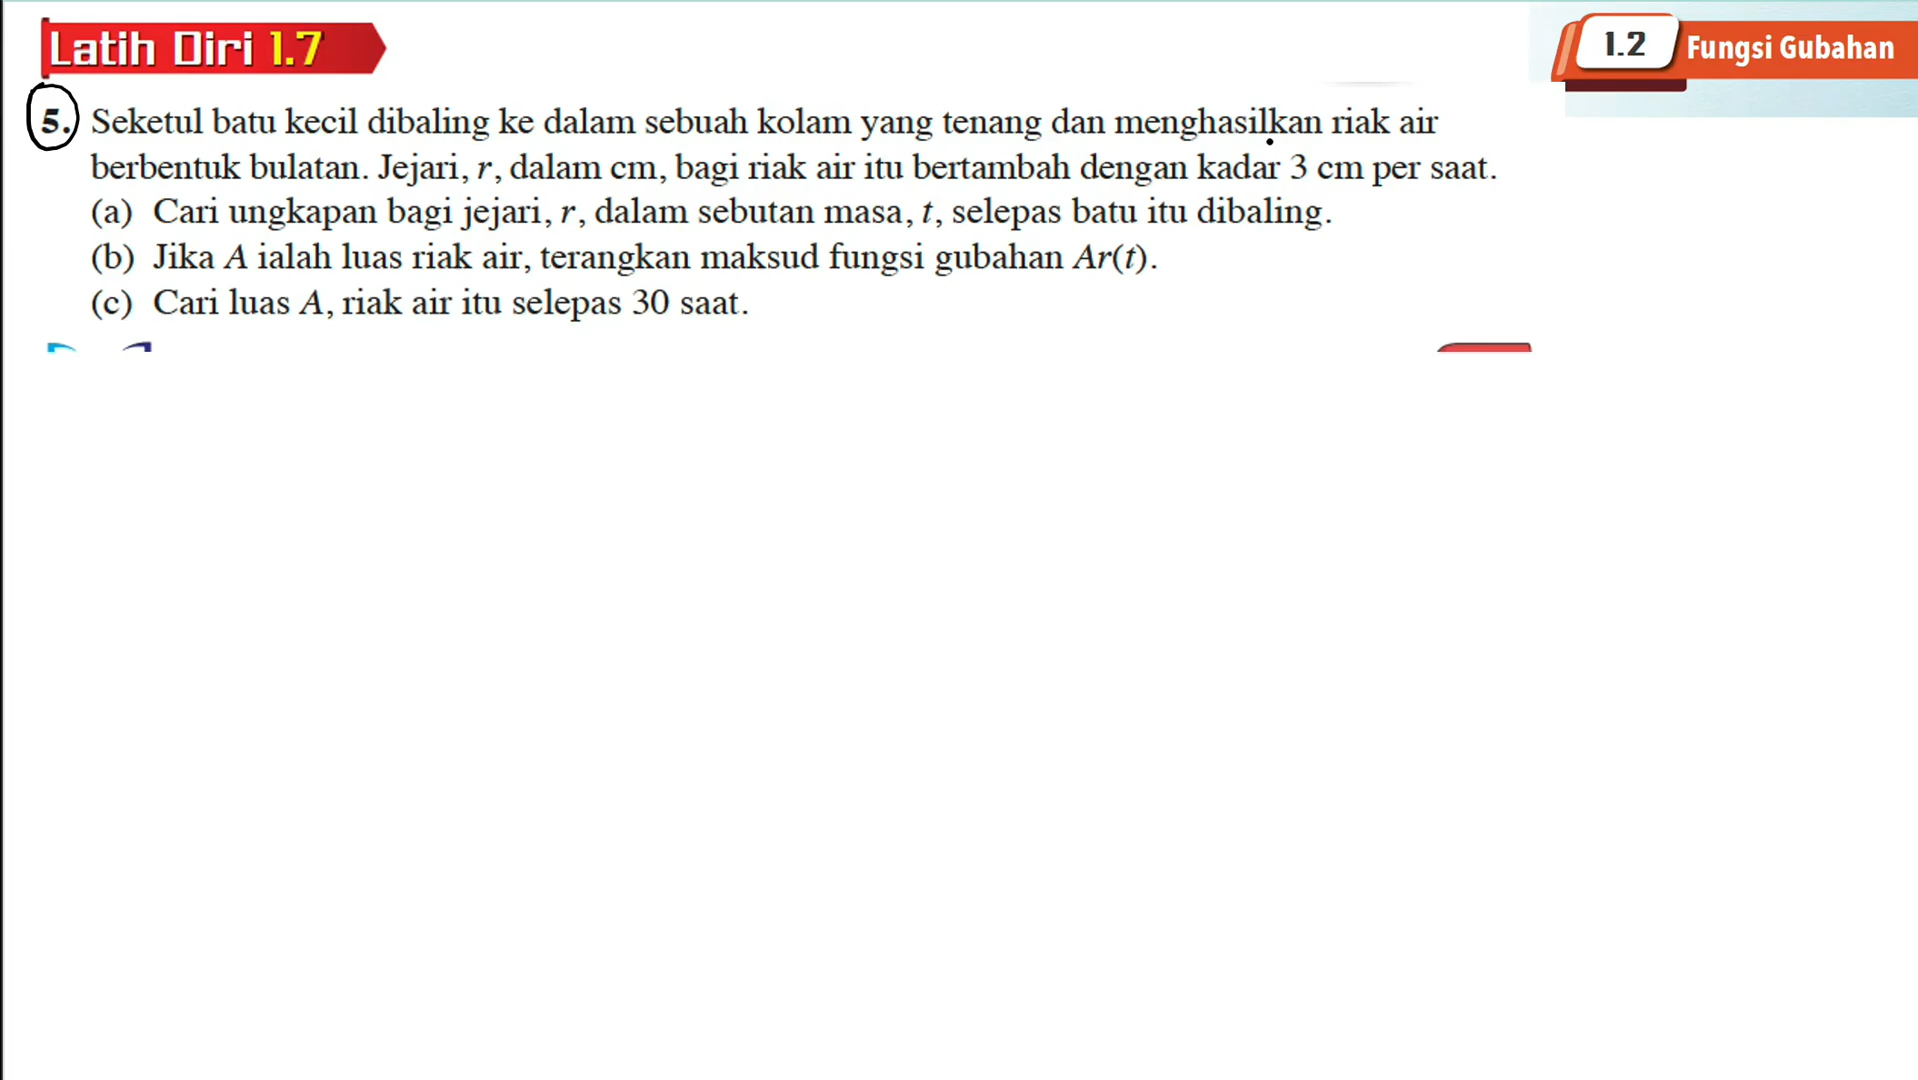 Latih Diri 1.7
1.2 Fungsi Gubahan
5. Seketul batu kecil dibaling ke dalam sebuah kolam yang tenang dan menghasilkan riak air
berbentuk bulatan. Jejari, r, dalam cm, bagi riak air itu bertambah dengan kadar 3 cm per saat.
(a) Cari ungkapan bagi jejari, r, dalam sebutan masa, t, selepas batu itu dibaling.
(b) Jika A ialah luas riak air, terangkan maksud fungsi gubahan Ar(t).
(c) Cari luas A, riak air itu selepas 30 saat.